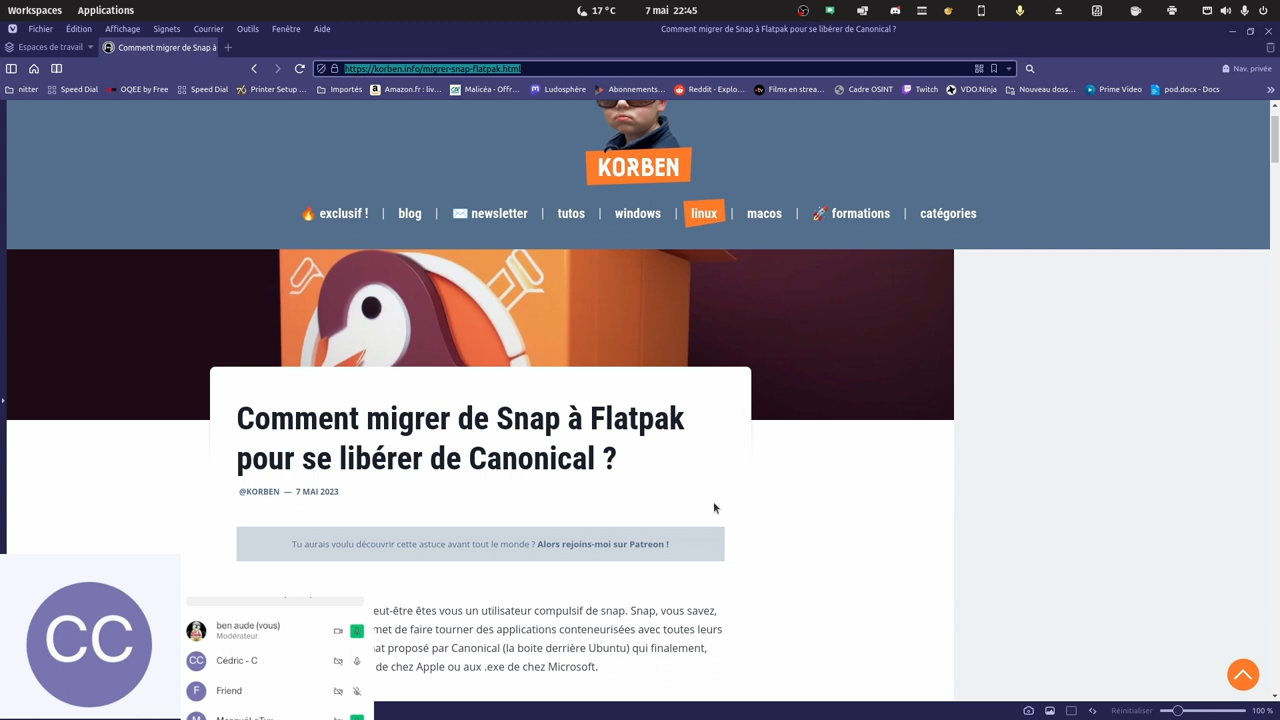 Workspaces Applications
Fichier Édition Affichage Signets Courrier Outils Fenêtre Aide
Comment migrer de Snap à Flatpak pour se libérer de Canonical ?
Espaces de travail
Comment migrer de Snap à
https://korben.info/migrer-snap-flatpak.html
Nav. privée
nitter Speed Dial OQEE by Free Speed Dial Printer Setup ... Importés Amazon.fr : liv... Malicéa - Offr... Ludosphère Abonnements... Reddit - Explo... Films en strea... Cadre OSINT Twitch VDO.Ninja Nouveau doss... Prime Video pod.docx - Docs
KORBEN
exclusif ! | blog | newsletter | tutos | windows | linux | macos | formations | catégories
Comment migrer de Snap à Flatpak
pour se libérer de Canonical ?
@KORBEN — 7 MAI 2023
Tu aurais voulu découvrir cette astuce avant tout le monde ? Alors rejoins-moi sur Patreon !
eut-être êtes vous un utilisateur compulsif de snap. Snap, vous savez,
met de faire tourner des applications conteneurisées avec toutes leurs
at proposé par Canonical (la boite derrière Ubuntu) qui finalement,
de chez Apple ou aux .exe de chez Microsoft.
CC
ben aude (vous)
Modérateur
CC Cédric - C
F Friend
Réinitialiser 100 %